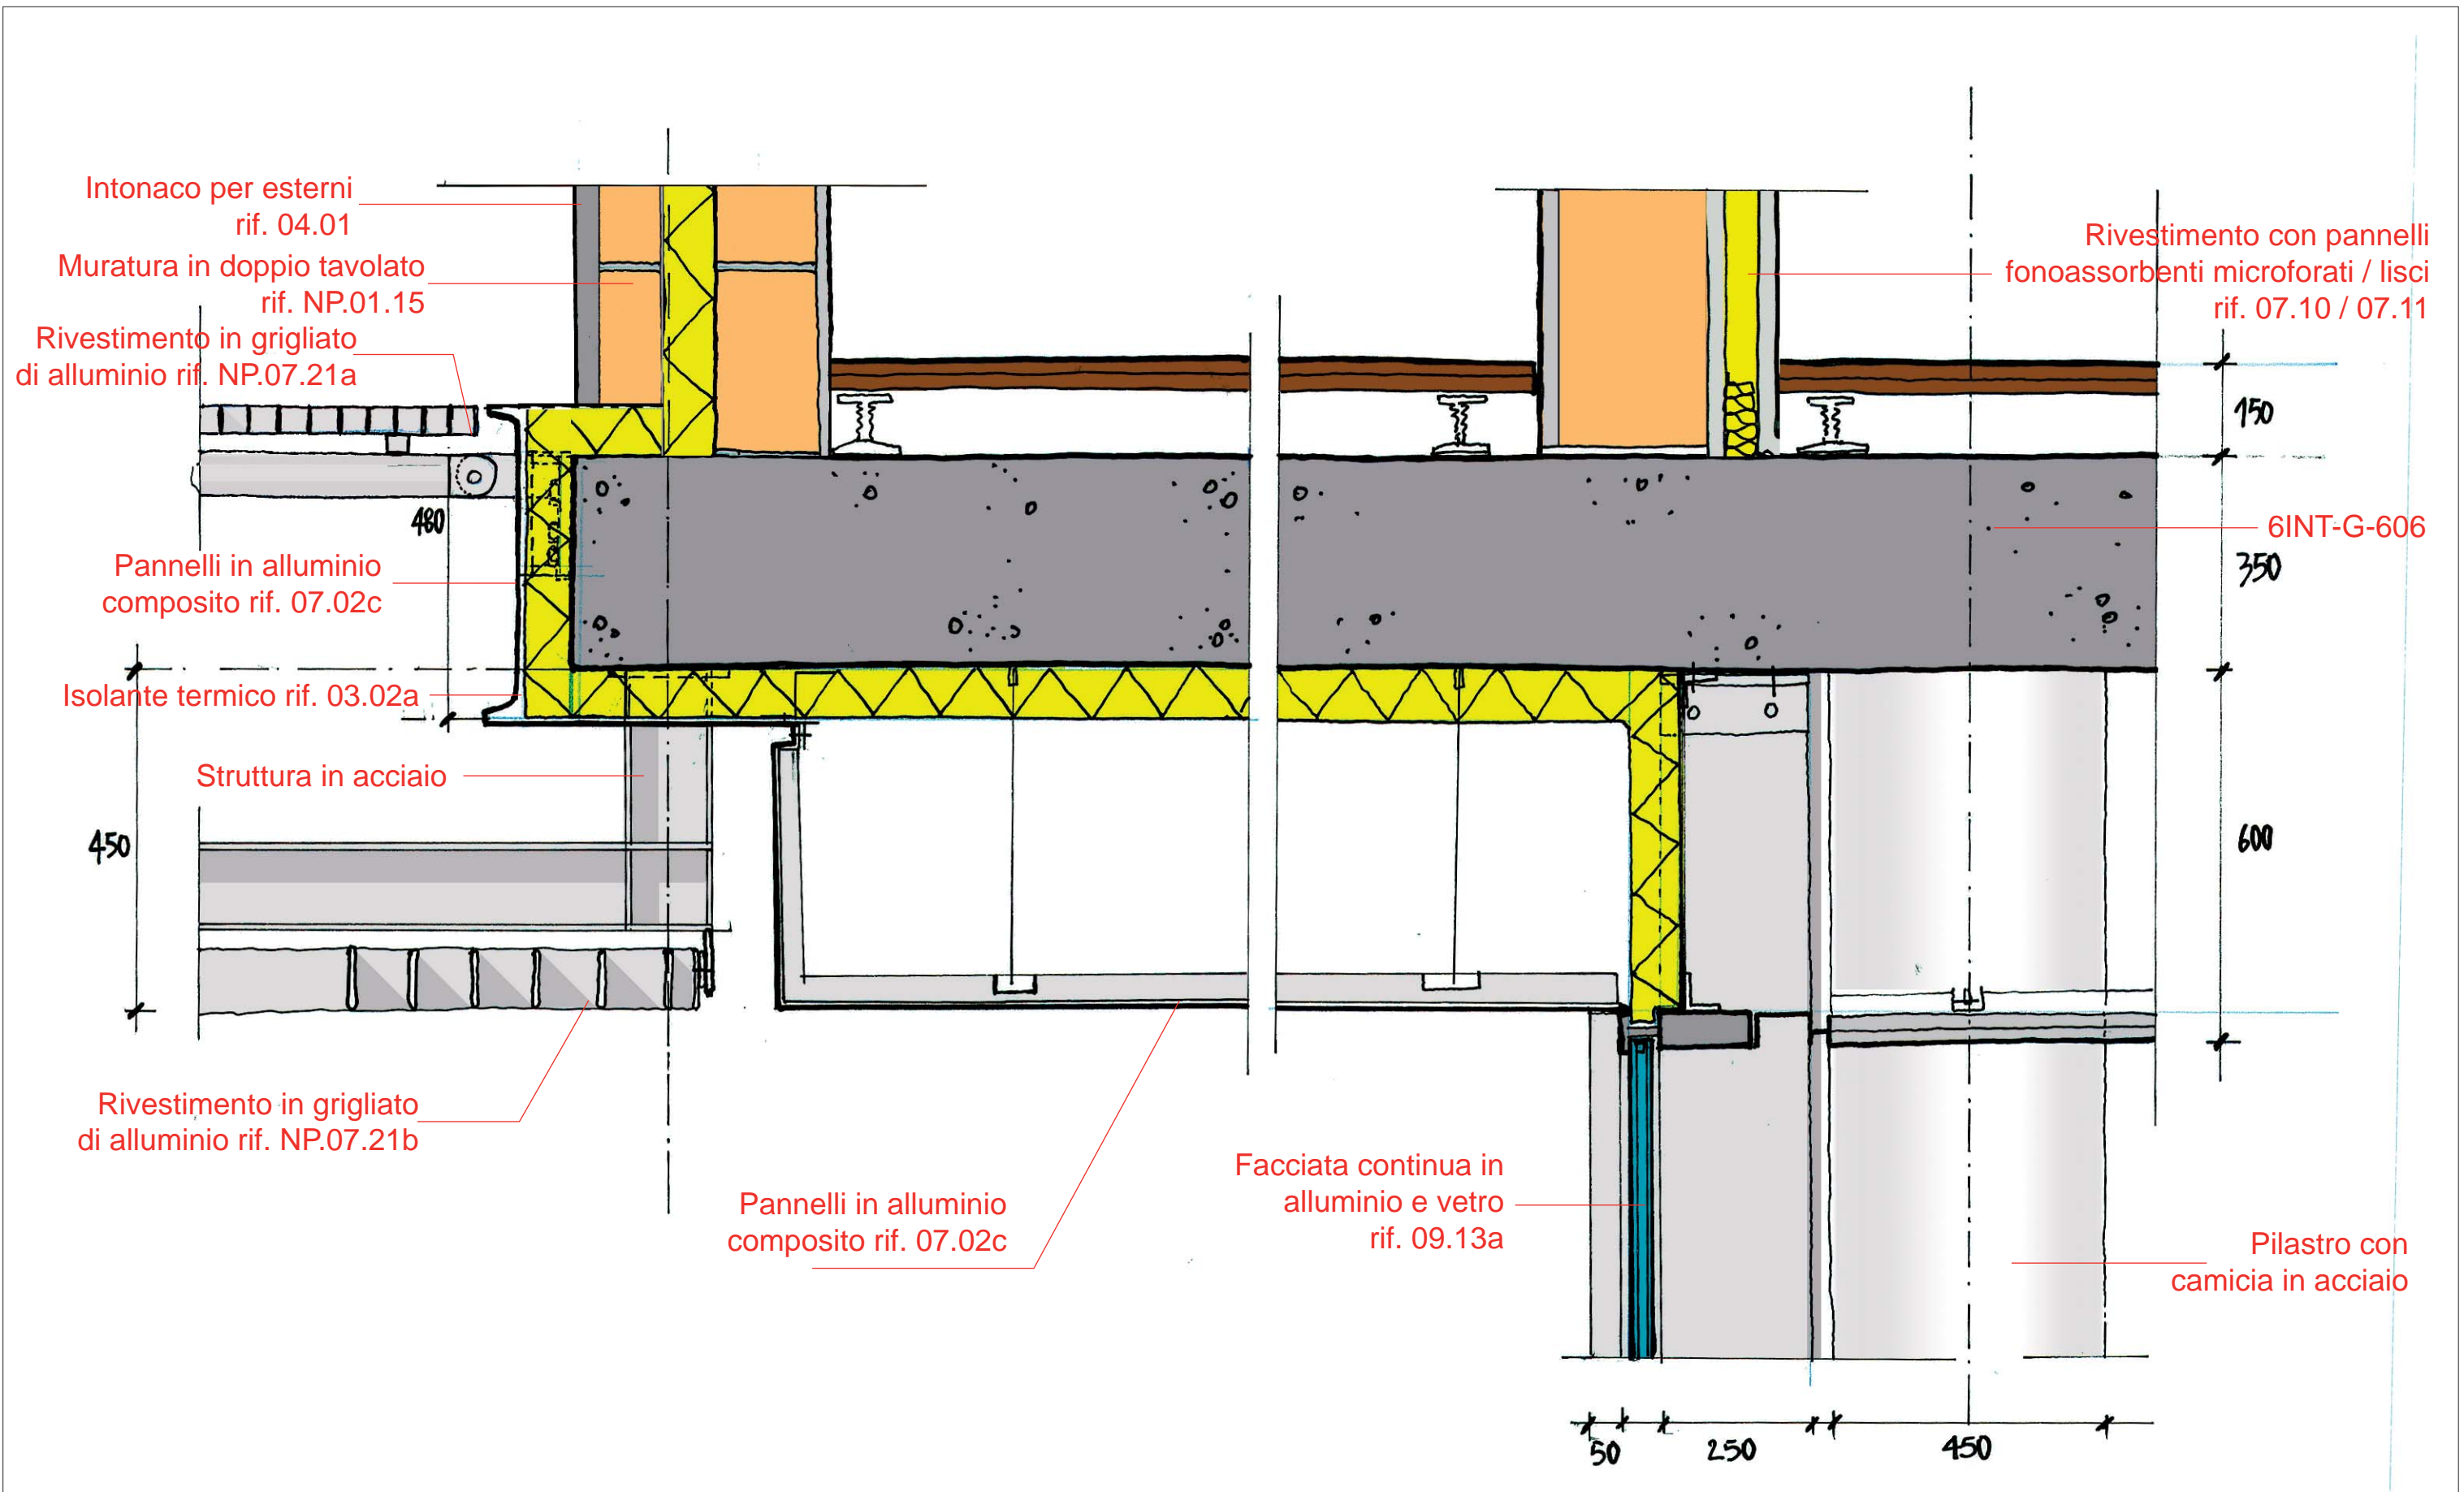 Intonaco per esterni
rif. 04.01
Muratura in doppio tavolato
rif. NP.01.15
Rivestimento in grigliato
di alluminio rif. NP.07.21a
480
Pannelli in alluminio
composito rif. 07.02c
Isolante termico rif. 03.02a
Struttura in acciaio
450
Rivestimento in grigliato
di alluminio rif. NP.07.21b
Pannelli in alluminio
composito rif. 07.02c
Facciata continua in
alluminio e vetro
rif. 09.13a
Rivestimento con pannelli
fonoassorbenti microforati / lisci
rif. 07.10 / 07.11
150
6INT-G-606
350
600
Pilastro con
camicia in acciaio
50 250 450